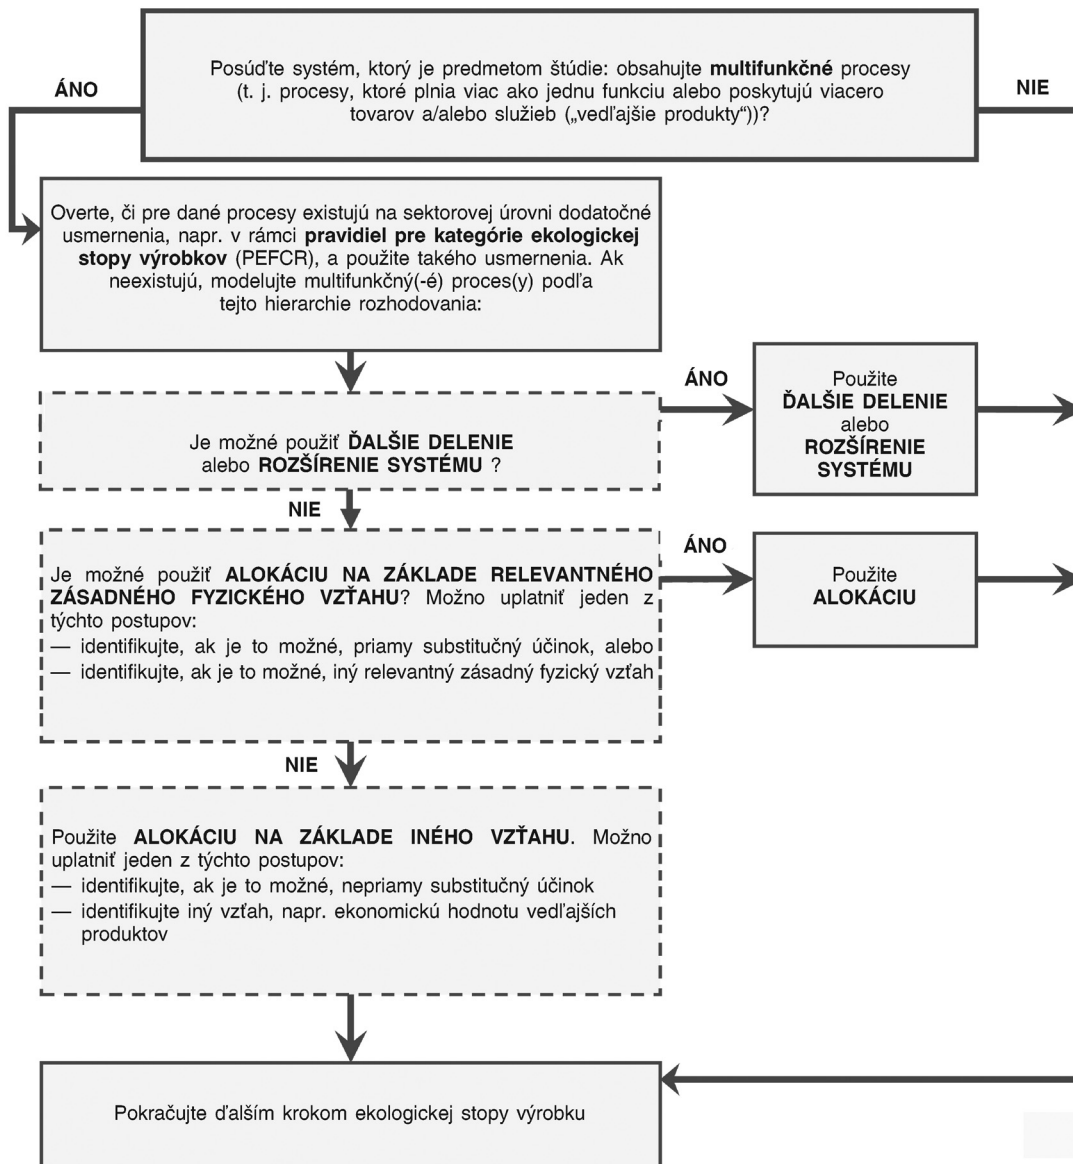 Posúďte systém, ktorý je predmetom štúdie: obsahujte multifunkčné procesy
(t. j. procesy, ktoré plnia viac ako jednu funkciu alebo poskytujú viacero
tovarov a/alebo služieb („vedľajšie produkty“))?
ÁNO
NIE
Overte, či pre dané procesy existujú na sektorovej úrovni dodatočné
usmernenia, napr. v rámci pravidiel pre kategórie ekologickej
stopy výrobkov (PEFCR), a použite takého usmernenia. Ak
neexistujú, modelujte multifunkčný(-é) proces(y) podľa
tejto hierarchie rozhodovania:
Je možné použiť ĎALŠIE DELENIE
alebo ROZŠÍRENIE SYSTÉMU ?
ÁNO
Použite
ĎALŠIE DELENIE
alebo
ROZŠÍRENIE
SYSTÉMU
NIE
Je možné použiť ALOKÁCIU NA ZÁKLADE RELEVANTNÉHO
ZÁSADNÉHO FYZICKÉHO VZŤAHU? Možno uplatniť jeden z
týchto postupov:
— identifikujte, ak je to možné, priamy substitučný účinok, alebo
— identifikujte, ak je to možné, iný relevantný zásadný fyzický vzťah
ÁNO
Použite
ALOKÁCIU
NIE
Použite ALOKÁCIU NA ZÁKLADE INÉHO VZŤAHU. Možno
uplatniť jeden z týchto postupov:
— identifikujte, ak je to možné, nepriamy substitučný účinok
— identifikujte iný vzťah, napr. ekonomickú hodnotu vedľajších
produktov
Pokračujte ďalším krokom ekologickej stopy výrobku